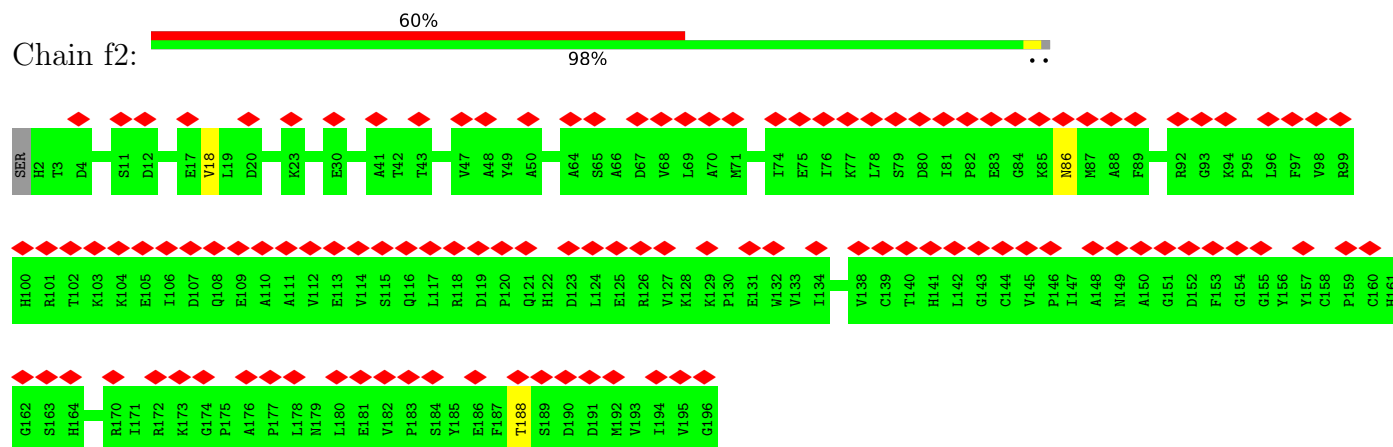 60%
Chain f2:
98%
. .
SER H2 T3 D4 S11 D12 E17 V18 L19 D20 K23 E30 A41 T42 T43 V47 A48 Y49 A50 A64 S65 A66 D67 V68 L69 A70 M71 I74 E75 I76 K77 L78 S79 D80 I81 P82 E83 G84 K85 N86 M87 A88 F89 R92 G93 K94 P95 L96 F97 V98 R99
H100 R101 T102 K103 K104 E105 I106 D107 Q108 E109 A110 A111 V112 E113 V114 S115 Q116 L117 R118 D119 P120 Q121 H122 D123 L124 E125 R126 V127 K128 K129 P130 E131 W132 V133 I134 V138 C139 T140 H141 L142 G143 C144 V145 P146 I147 A148 N149 A150 G151 D152 F153 G154 G155 Y156 Y157 C158 P159 C160 H161
G162 S163 H164 R170 I171 R172 K173 G174 P175 A176 P177 L178 N179 L180 E181 V182 P183 S184 Y185 E186 F187 T188 S189 D190 D191 M192 V193 I194 V195 G196